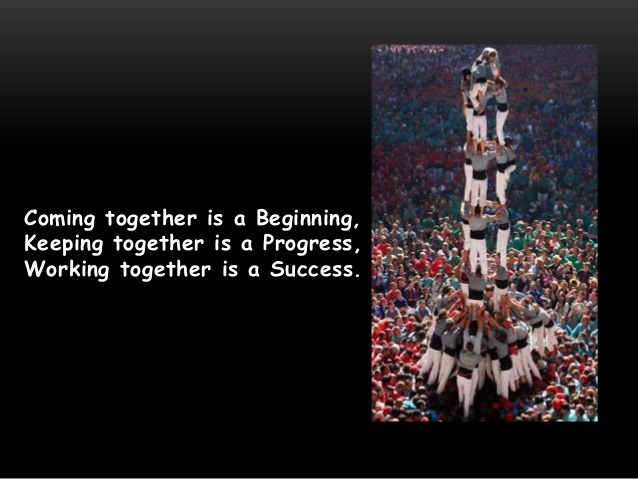 Coming together is a Beginning,
Keeping together is a Progress,
Working together is a Success.